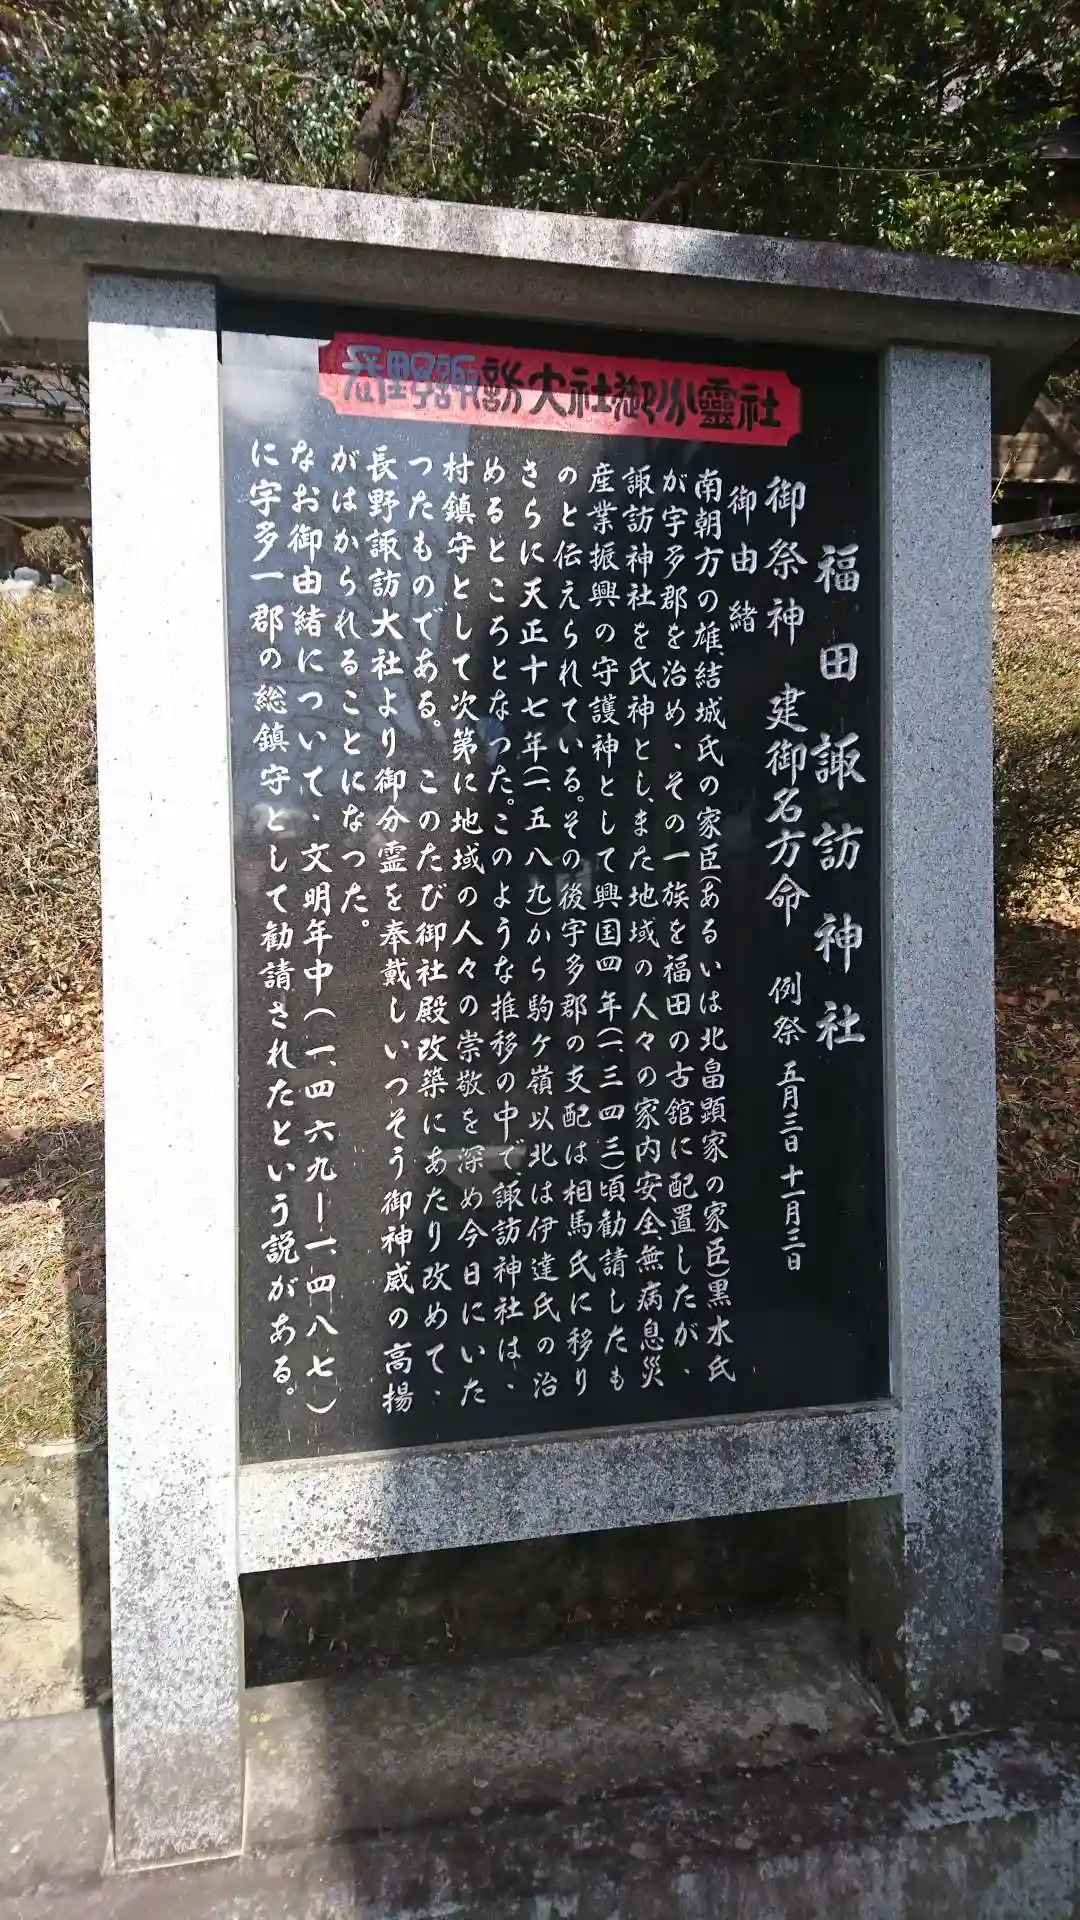 長野諏訪大社御分靈社
福田諏訪神社
御祭神 建御名方命 例祭 五月三日 十一月三日
御由緒
南朝方の雄、結城氏の家臣(あるいは北畠顕家の家臣)黒木氏
が宇多郡を治め、その一族を福田の古舘に配置したが、
諏訪神社を氏神とし、また地域の人々の家内安全、無病息災
産業振興の守護神として興国四年(一、三四三)頃勧請したも
のと伝えられている。その後宇多郡の支配は相馬氏に移り
さらに天正十七年(一、五八九)から駒ケ嶺以北は伊達氏の治
めるところとなつた。このような推移の中で、諏訪神社は、
村鎮守として次第に地域の人々の崇敬を深め今日にいた
つたものである。このたび御社殿改築にあたり改めて、
長野諏訪大社より御分霊を奉戴しいつそう御神威の高揚
がはかられることになつた。
なお御由緒について、文明年中(一、四六九ー一、四八七)
に宇多一郡の総鎮守として勧請されたという説がある。